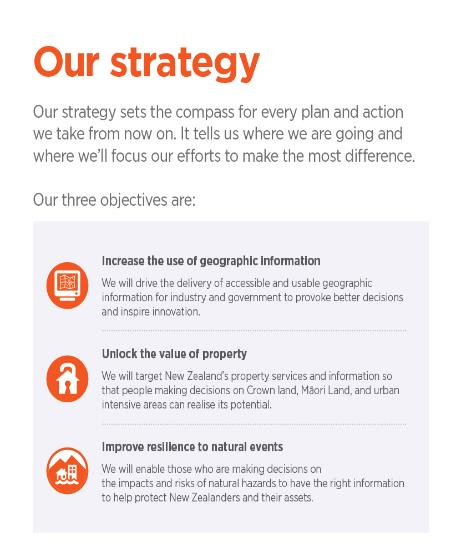 Our strategy
Our strategy sets the compass for every plan and action
we take from now on. It tells us where we are going and
where we'll focus our efforts to make the most difference.
Our three objectives are:
Increase the use of geographic information
We will drive the delivery of accessible and usable geographic
information for industry and government to provoke better decisions
and inspire innovation.
Unlock the value of property
We will target New Zealand's property services and information so
that people making decisions on Crown land, Māori Land, and urban
intensive areas can realise its potential.
Improve resilience to natural events
We will enable those who are making decisions on
the impacts and risks of natural hazards to have the right information
to help protect New Zealanders and their assets.